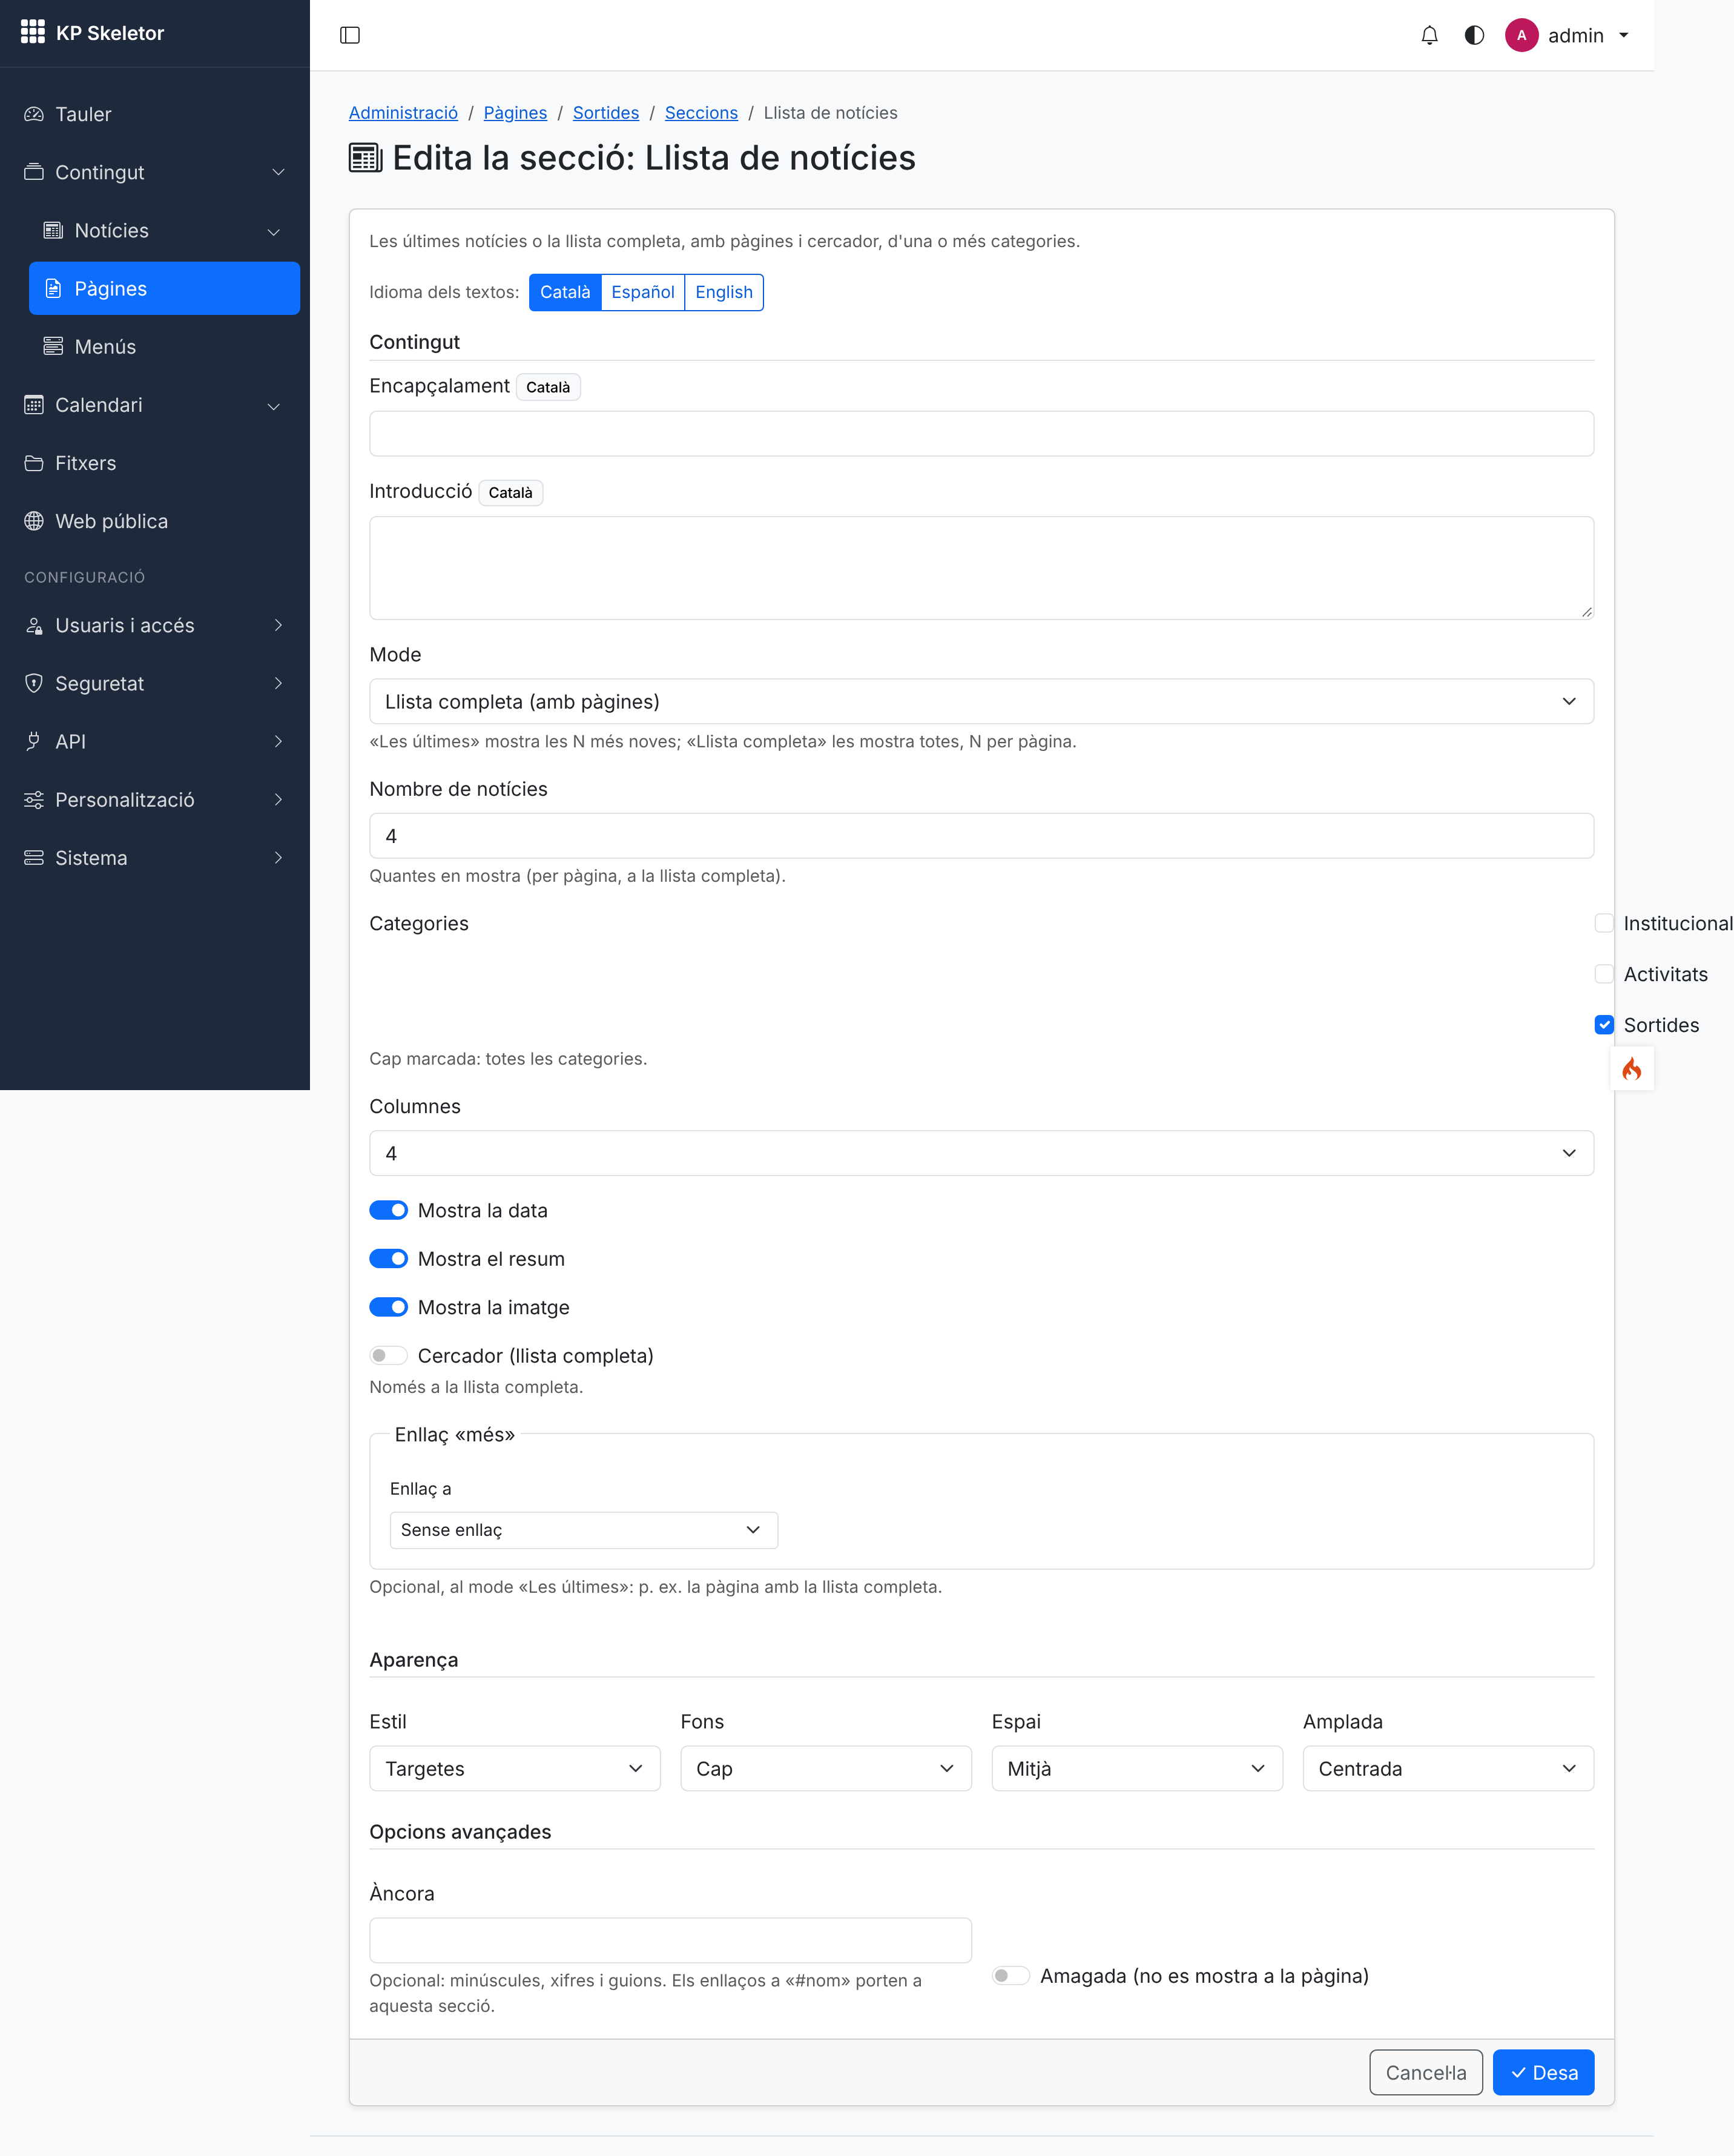 KP Skeletor
A
admin
Tauler
Contingut
Notícies
Pàgines
Menús
Calendari
Fitxers
Web pública
CONFIGURACIÓ
Usuaris i accés
Seguretat
API
Personalització
Sistema
Administració / Pàgines / Sortides / Seccions / Llista de notícies
Edita la secció: Llista de notícies
Les últimes notícies o la llista completa, amb pàgines i cercador, d'una o més categories.
Idioma dels textos: Català Español English
Contingut
Encapçalament Català
Introducció Català
Mode
Llista completa (amb pàgines)
«Les últimes» mostra les N més noves; «Llista completa» les mostra totes, N per pàgina.
Nombre de notícies
4
Quantes en mostra (per pàgina, a la llista completa).
Categories
Institucional
Activitats
Sortides
Cap marcada: totes les categories.
Columnes
4
Mostra la data
Mostra el resum
Mostra la imatge
Cercador (llista completa)
Només a la llista completa.
Enllaç «més»
Enllaç a
Sense enllaç
Opcional, al mode «Les últimes»: p. ex. la pàgina amb la llista completa.
Aparença
Estil Fons Espai Amplada
Targetes Cap Mitjà Centrada
Opcions avançades
Àncora
Opcional: minúscules, xifres i guions. Els enllaços a «#nom» porten a
aquesta secció.
Amagada (no es mostra a la pàgina)
Cancel·la Desa